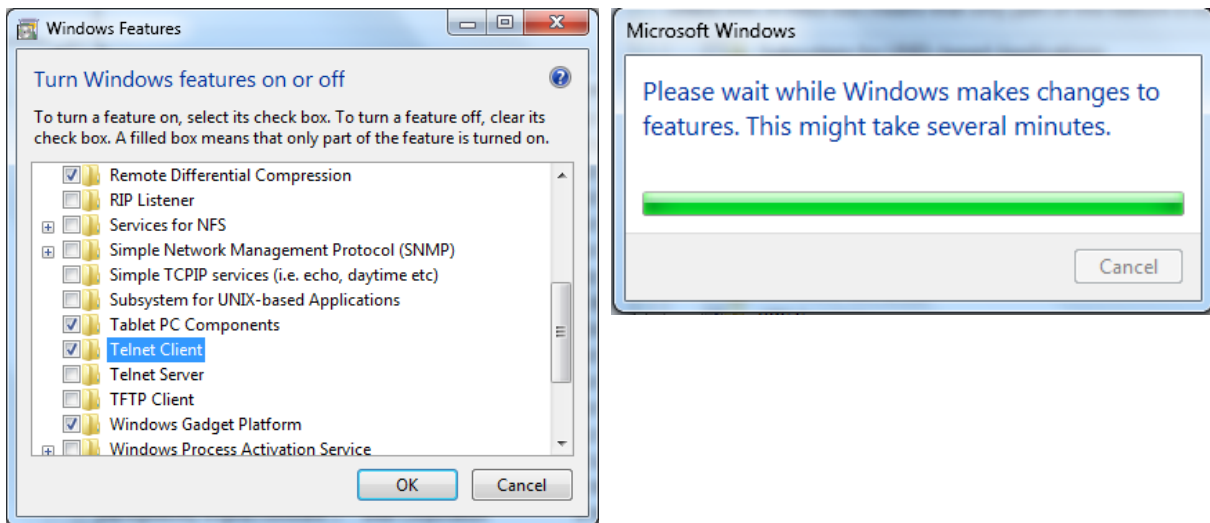 Windows Features
Turn Windows features on or off
To turn a feature on, select its check box. To turn a feature off, clear its
check box. A filled box means that only part of the feature is turned on.
Remote Differential Compression
RIP Listener
Services for NFS
Simple Network Management Protocol (SNMP)
Simple TCPIP services (i.e. echo, daytime etc)
Subsystem for UNIX-based Applications
Tablet PC Components
Telnet Client
Telnet Server
TFTP Client
Windows Gadget Platform
Windows Process Activation Service
OK
Cancel
Microsoft Windows
Please wait while Windows makes changes to
features. This might take several minutes.
Cancel